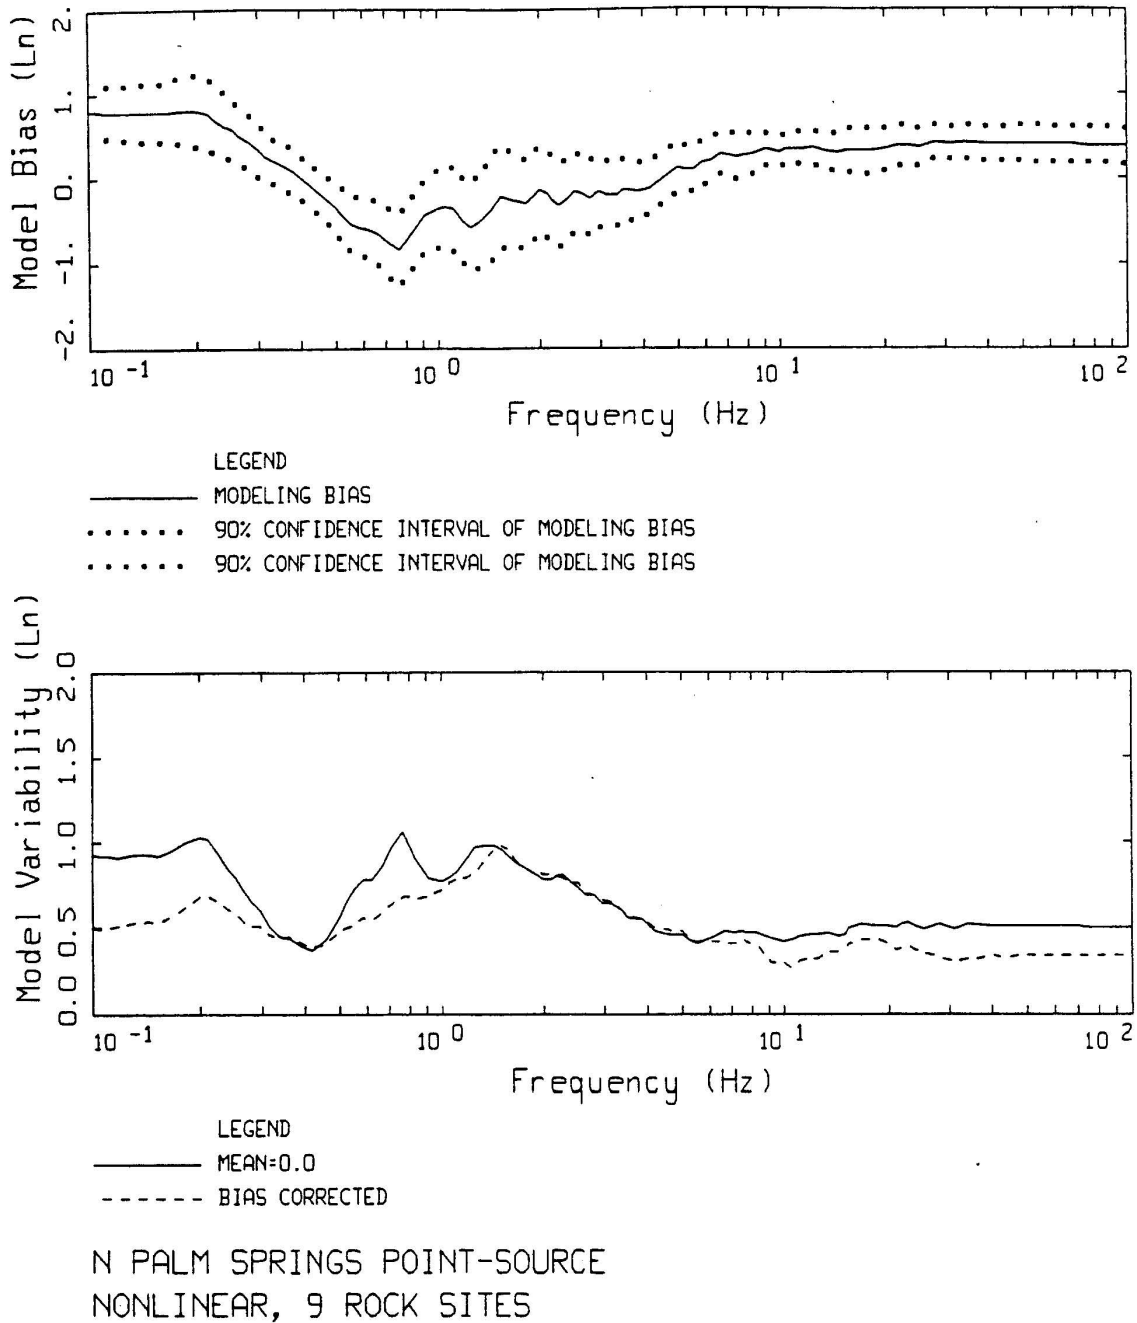 Model Bias (Ln)
2.
1.
0.
-1.
-2.
10 -1
10 0
10 1
10 2
Frequency (Hz)
LEGEND
MODELING BIAS
90% CONFIDENCE INTERVAL OF MODELING BIAS
90% CONFIDENCE INTERVAL OF MODELING BIAS
Model Variability (Ln)
2.0
1.5
1.0
0.5
0.0
10 -1
10 0
10 1
10 2
Frequency (Hz)
LEGEND
MEAN=0.0
BIAS CORRECTED
N PALM SPRINGS POINT-SOURCE
NONLINEAR, 9 ROCK SITES